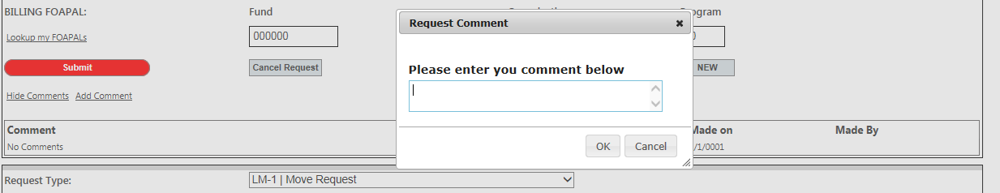 BILLING FOAPAL: Fund
Request Comment
Lookup my FOAPALs 000000
Please enter you comment below
Submit Cancel Request NEW
Hide Comments Add Comment
Comment Made on Made By
No Comments /1/0001
OK Cancel
Request Type: LM-1 | Move Request